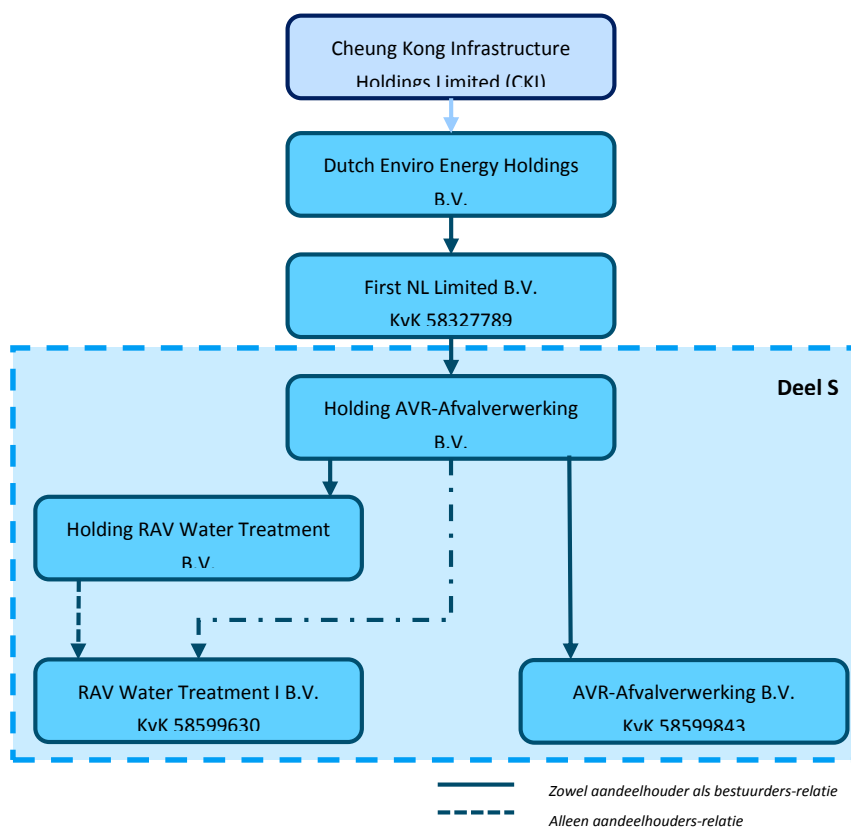 Cheung Kong Infrastructure
Holdings Limited (CKI)
Dutch Enviro Energy Holdings
B.V.
First NL Limited B.V.
KvK 58327789
Deel S
Holding AVR-Afvalverwerking
B.V.
Holding RAV Water Treatment
B.V.
RAV Water Treatment I B.V.
KvK 58599630
AVR-Afvalverwerking B.V.
KvK 58599843
Zowel aandeelhouder als bestuurders-relatie
Alleen aandeelhouders-relatie